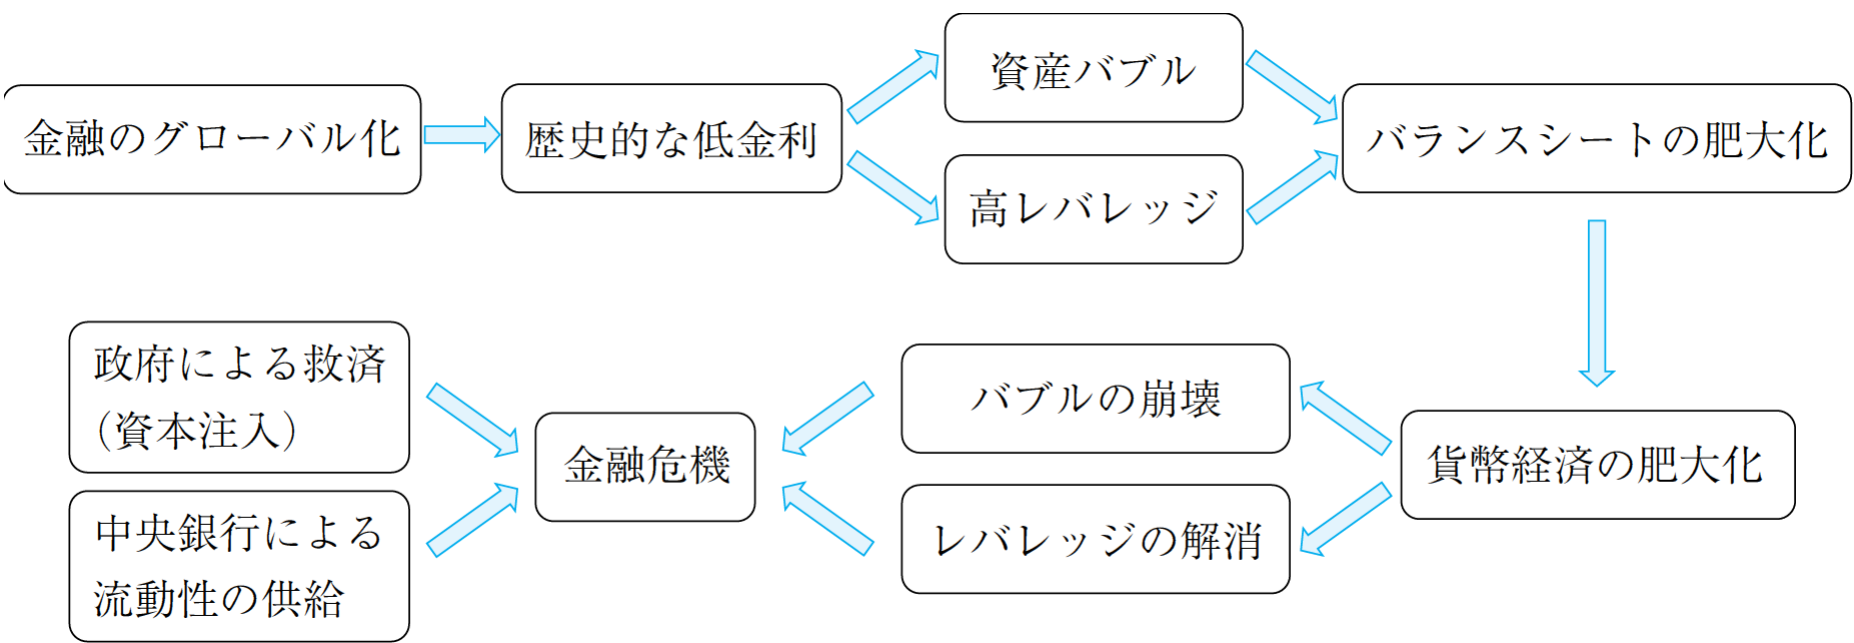 金融のグローバル化
歴史的な低金利
資産バブル
高レバレッジ
バランスシートの肥大化
貨幣経済の肥大化
バブルの崩壊
レバレッジの解消
金融危機
政府による救済
（資本注入）
中央銀行による
流動性の供給